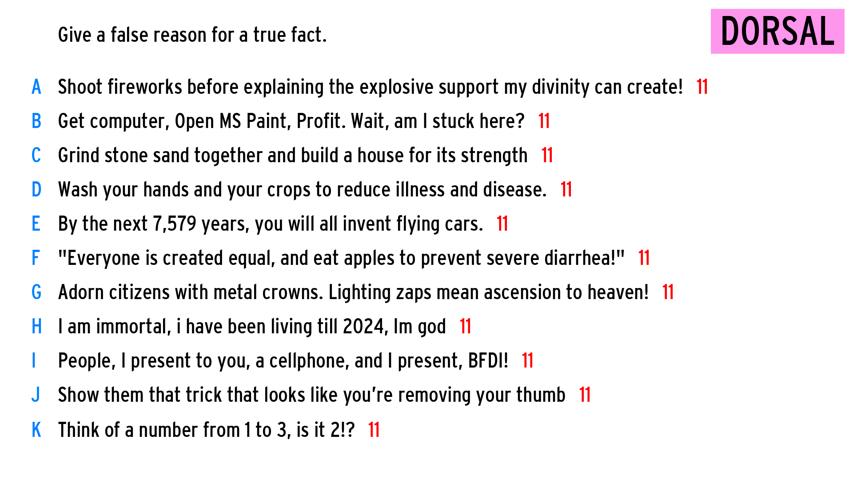 Give a false reason for a true fact.
DORSAL
A Shoot fireworks before explaining the explosive support my divinity can create! 11
B Get computer, Open MS Paint, Profit. Wait, am I stuck here? 11
C Grind stone sand together and build a house for its strength 11
D Wash your hands and your crops to reduce illness and disease. 11
E By the next 7,579 years, you will all invent flying cars. 11
F "Everyone is created equal, and eat apples to prevent severe diarrhea!" 11
G Adorn citizens with metal crowns. Lighting zaps mean ascension to heaven! 11
H I am immortal, i have been living till 2024, Im god 11
I People, I present to you, a cellphone, and I present, BFDI! 11
J Show them that trick that looks like you’re removing your thumb 11
K Think of a number from 1 to 3, is it 2!? 11